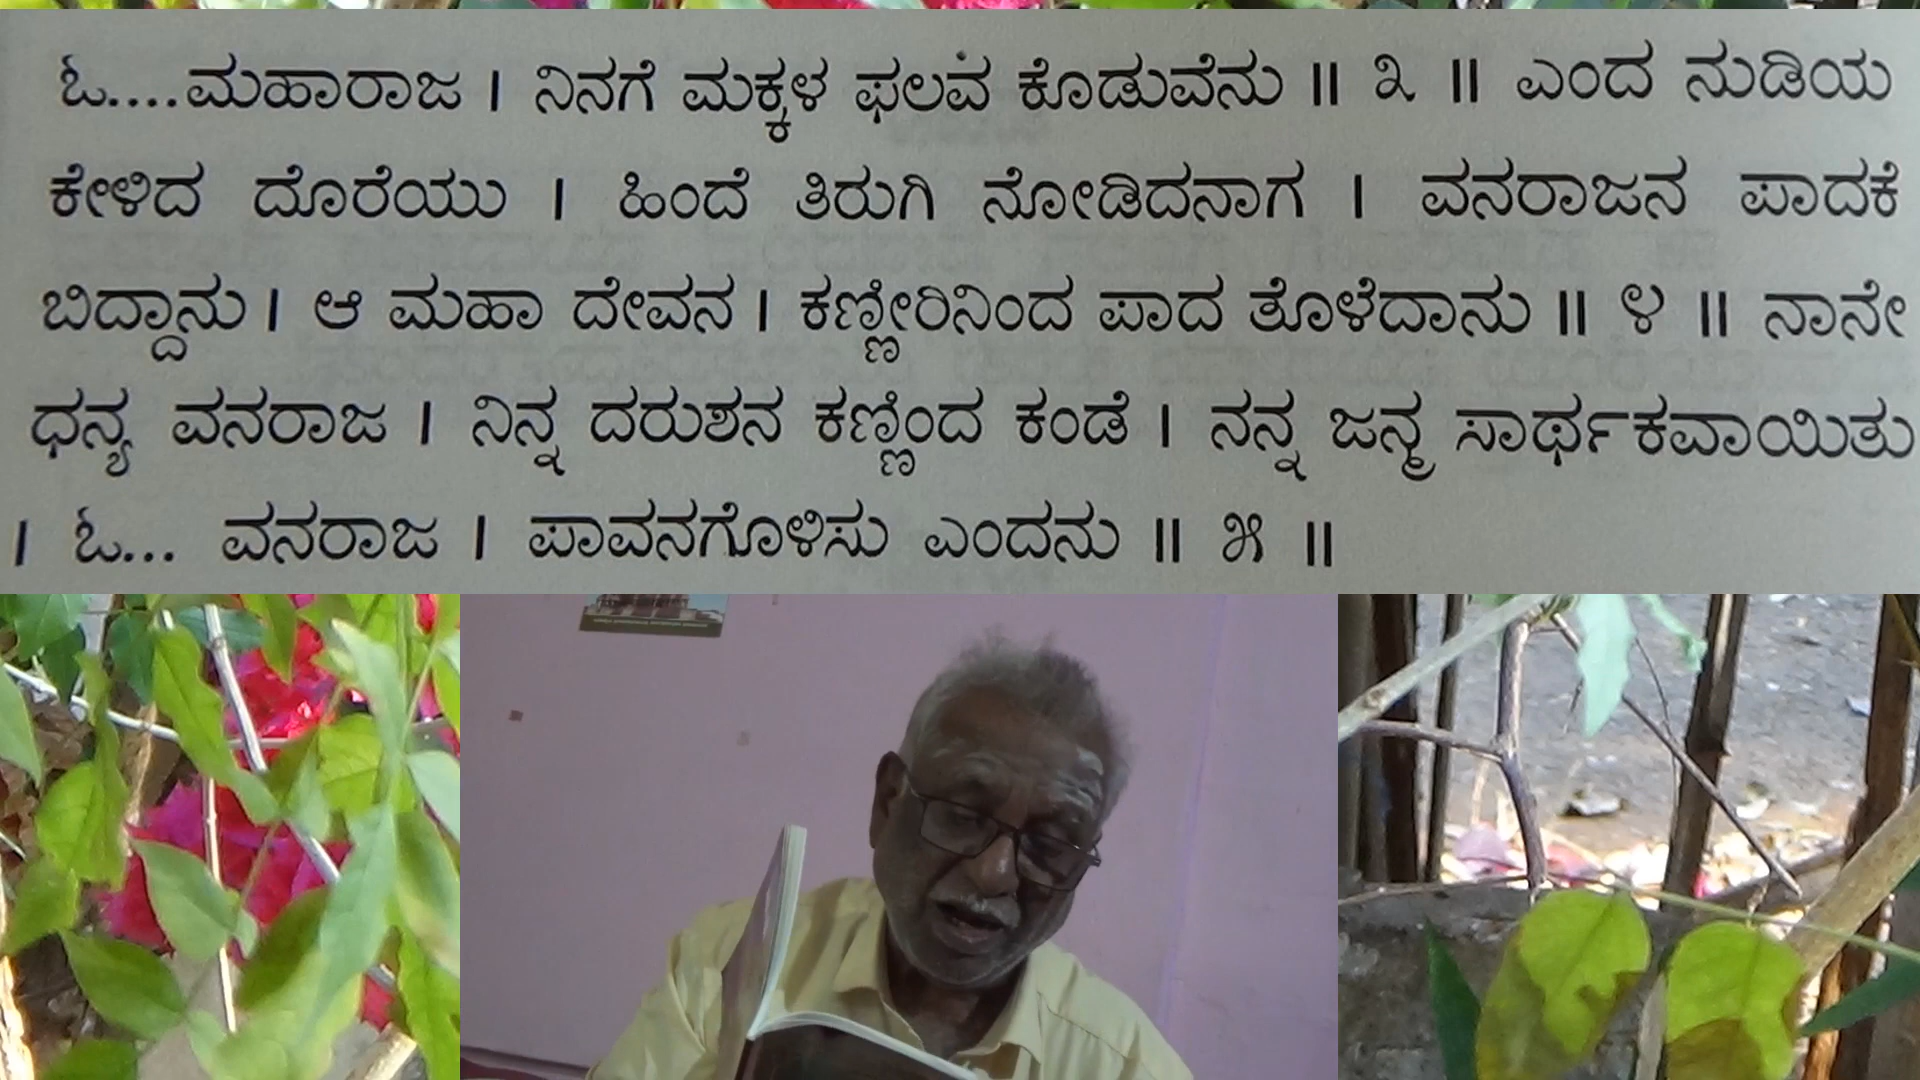 ಓ....ಮಹಾರಾಜ । ನಿನಗೆ ಮಕ್ಕಳ ಫಲವ ಕೊಡುವೆನು ॥ ೩ ॥ ಎಂದ ನುಡಿಯ
ಕೇಳಿದ ದೊರೆಯು । ಹಿಂದೆ ತಿರುಗಿ ನೋಡಿದನಾಗ । ವನರಾಜನ ಪಾದಕೆ
ಬಿದ್ದಾನು । ಆ ಮಹಾ ದೇವನ । ಕಣ್ಣೀರಿನಿಂದ ಪಾದ ತೊಳೆದಾನು ॥ ೪ ॥ ನಾನೇ
ಧನ್ಯ ವನರಾಜ । ನಿನ್ನ ದರುಶನ ಕಣ್ಣಿಂದ ಕಂಡೆ । ನನ್ನ ಜನ್ಮ ಸಾರ್ಥಕವಾಯಿತು
। ಓ... ವನರಾಜ । ಪಾವನಗೊಳಿಸು ಎಂದನು ॥ ೫ ॥